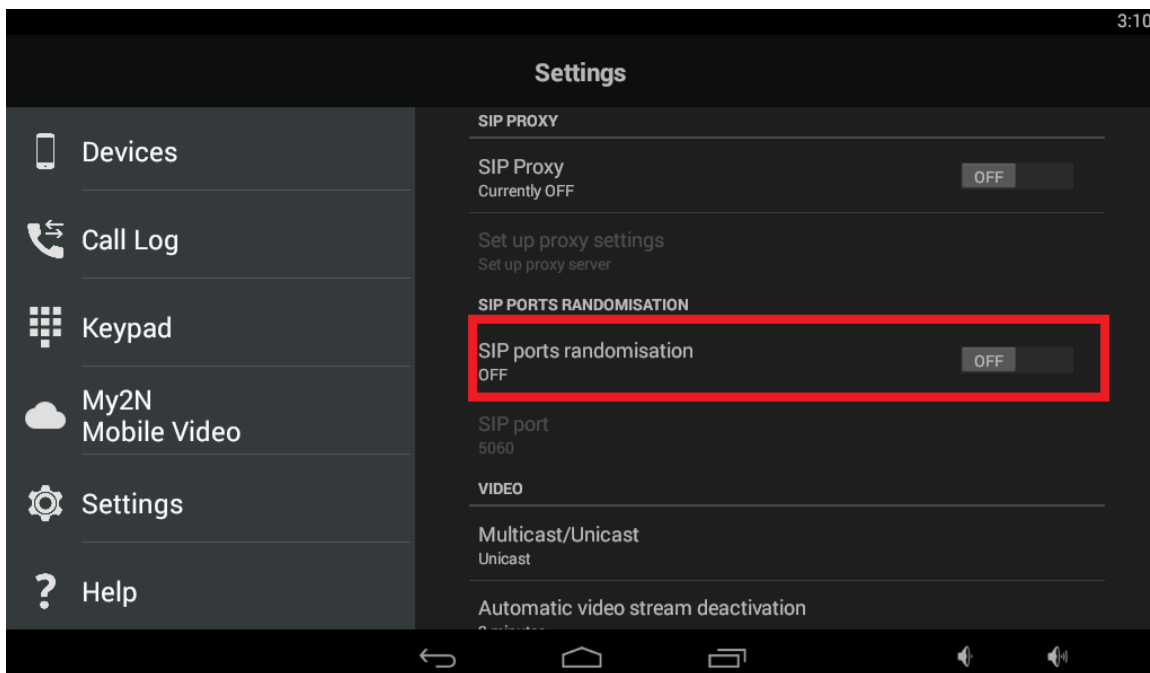 3:10
Settings
Devices
Call Log
Keypad
My2N
Mobile Video
Settings
Help
SIP PROXY
SIP Proxy
Currently OFF
OFF
Set up proxy settings
Set up proxy server
SIP PORTS RANDOMISATION
SIP ports randomisation
OFF
OFF
SIP port
5060
VIDEO
Multicast/Unicast
Unicast
Automatic video stream deactivation